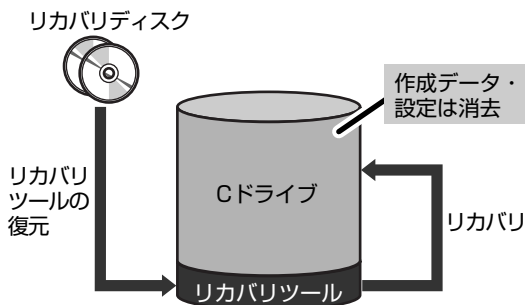 リカバリディスク
作成データ・
設定は消去
リカバリ
ツールの
復元
Cドライブ
リカバリ
リカバリツール